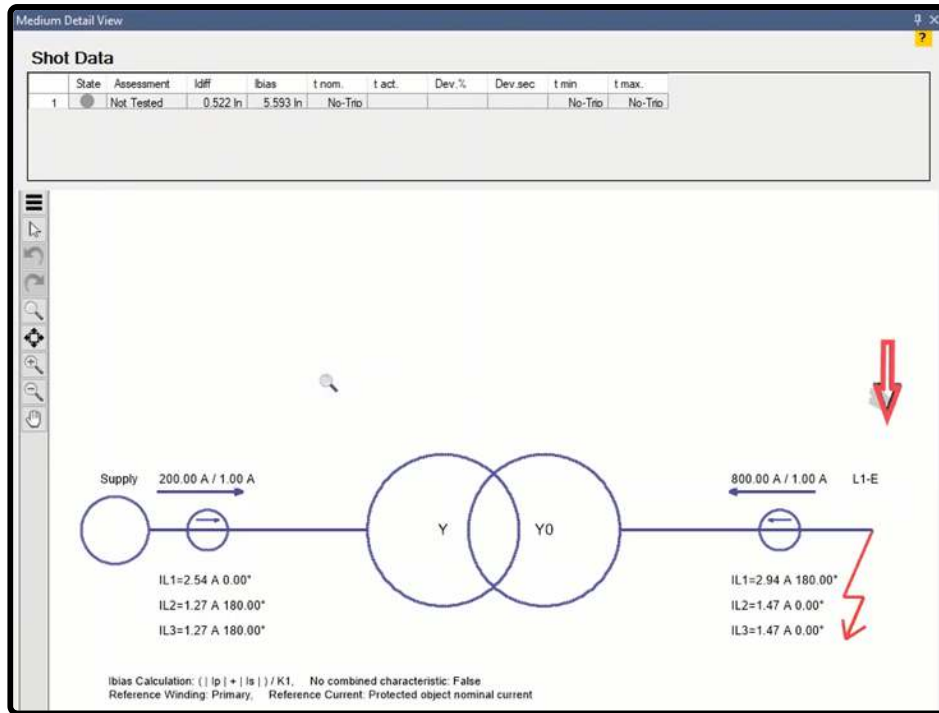 Medium Detail View
?
Shot Data
State Assessment Idiff Ibias t nom. t act. Dev.% Dev.sec t min t max.
1 Not Tested 0.522 In 5.593 In No-Trip No-Trip No-Trip
Supply 200.00 A / 1.00 A 800.00 A / 1.00 A L1-E
Y Y0
IL1=2.54 A 0.00° IL1=2.94 A 180.00°
IL2=1.27 A 180.00° IL2=1.47 A 0.00°
IL3=1.27 A 180.00° IL3=1.47 A 0.00°
Ibias Calculation: ( | Ip | + | Is | ) / K1, No combined characteristic: False
Reference Winding: Primary, Reference Current: Protected object nominal current